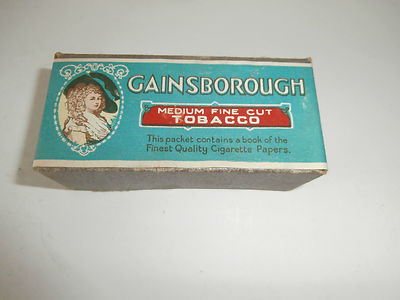 GAINSBOROUGH
MEDIUM FINE CUT
TOBACCO
This packet contains a book of the
Finest Quality Cigarette Papers.